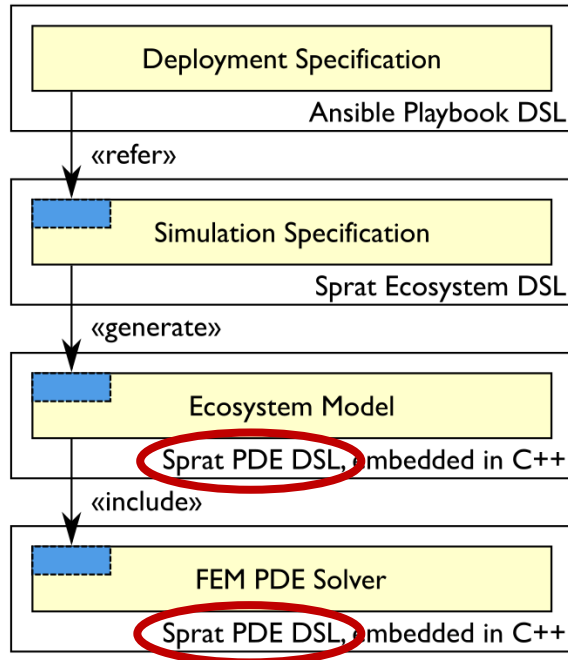 Deployment Specification
Ansible Playbook DSL
«refer»
Simulation Specification
Sprat Ecosystem DSL
«generate»
Ecosystem Model
Sprat PDE DSL, embedded in C++
«include»
FEM PDE Solver
Sprat PDE DSL, embedded in C++